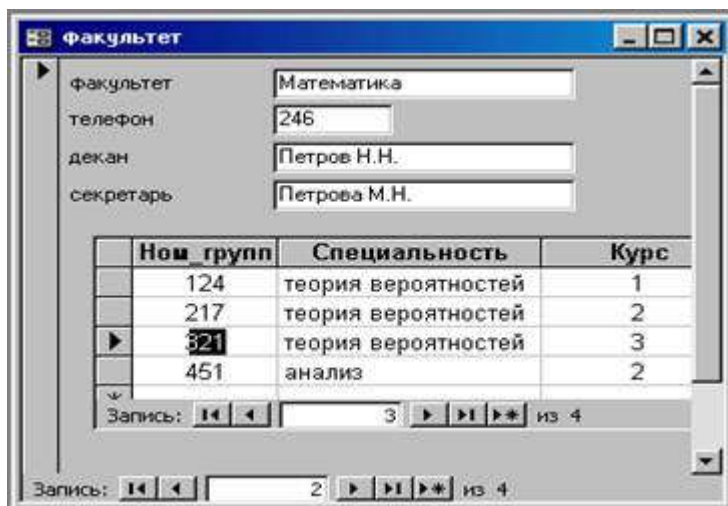 факультет
факультет Математика
телефон 246
декан Петров Н.Н.
секретарь Петрова М.Н.
Ном_групп Специальность Курс
124 теория вероятностей 1
217 теория вероятностей 2
321 теория вероятностей 3
451 анализ 2
Запись: 3 из 4
Запись: 2 из 4